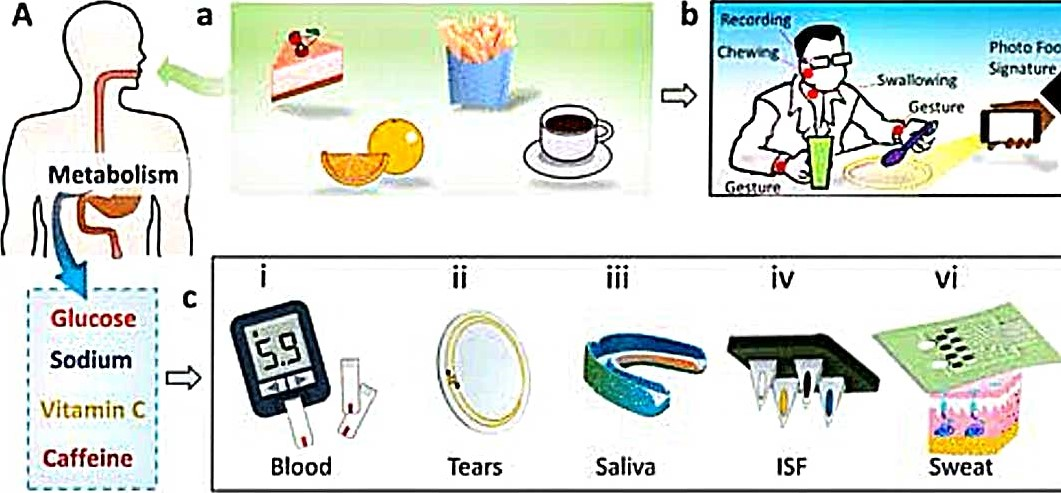 A
a
b
Recording
Chewing
Swallowing
Gesture
Gesture
Photo Foo
Signature
Metabolism
Glucose
Sodium
Vitamin C
Caffeine
c
i
ii
iii
iv
vi
5.9
Blood
Tears
Saliva
ISF
Sweat